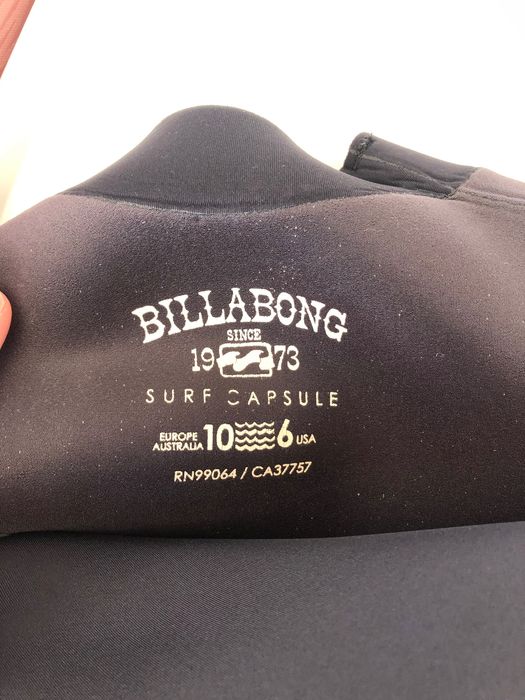 BILLABONG
SINCE
19 73
SURF CAPSULE
EUROPE
AUSTRALIA 10 6 USA
RN99064 / CA37757